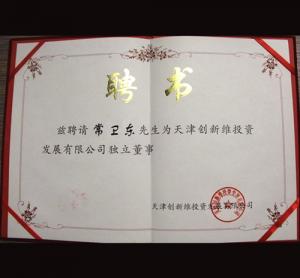 聘 书
兹聘请常卫东先生为天津创新维投资
发展有限公司独立董事
天津创新维投资发展有限公司